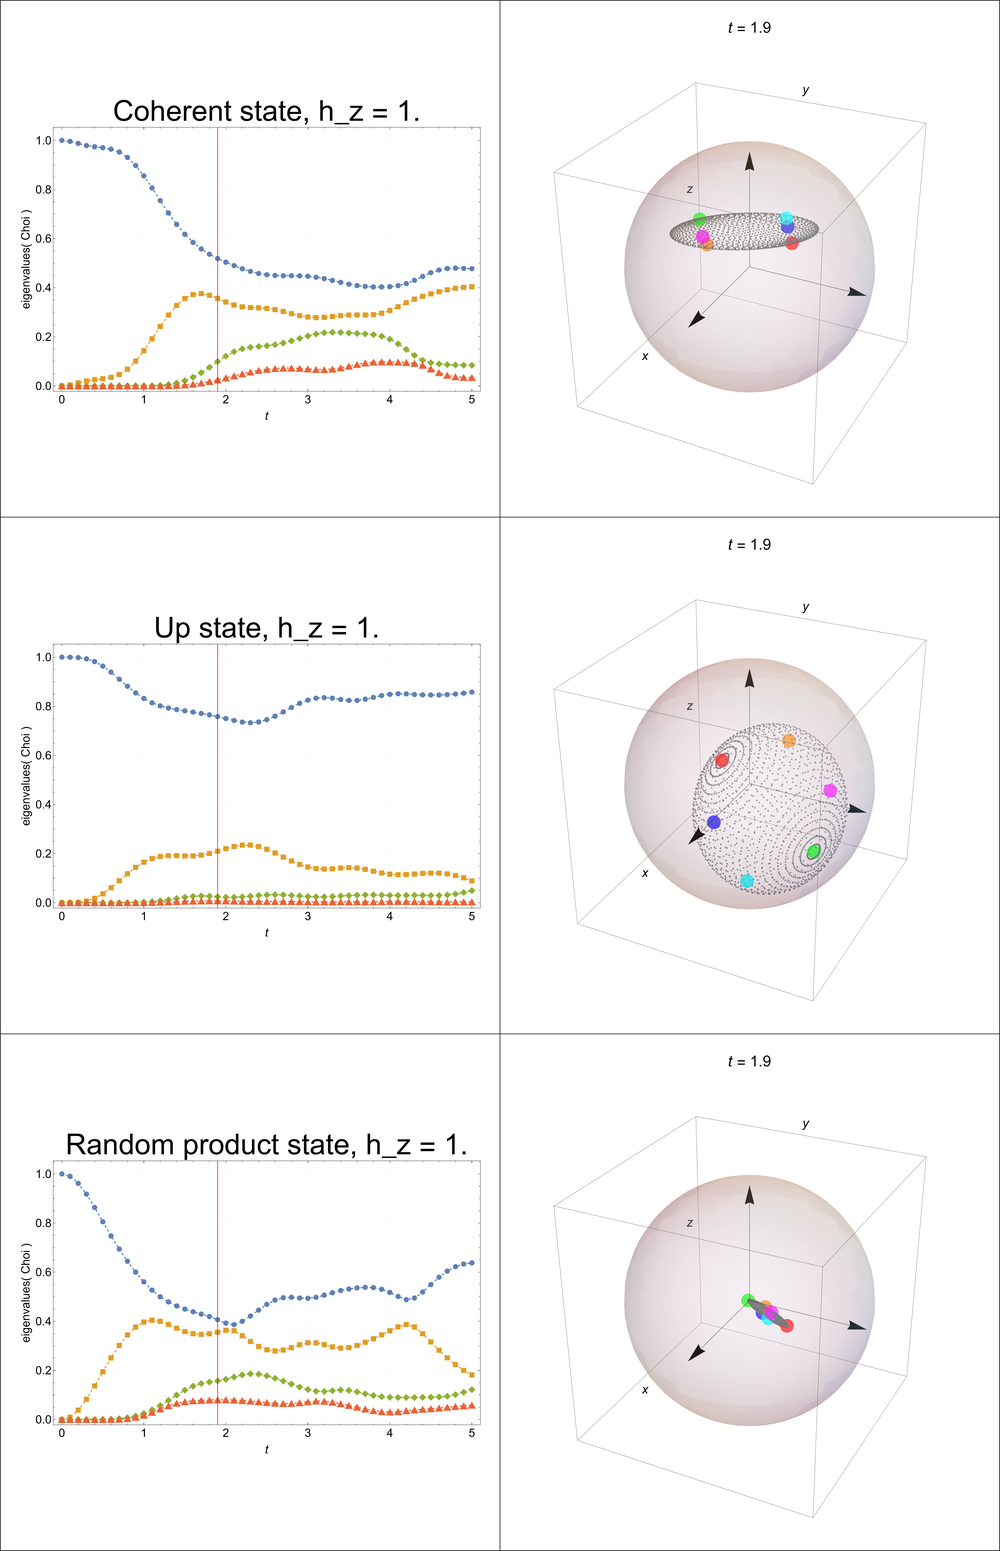 Coherent state, h_z = 1.
eigenvalues( Choi )
1.0
0.8
0.6
0.4
0.2
0.0
0 1 2 3 4 5
t
t = 1.9
y
z
x
Up state, h_z = 1.
eigenvalues( Choi )
1.0
0.8
0.6
0.4
0.2
0.0
0 1 2 3 4 5
t
t = 1.9
y
z
x
Random product state, h_z = 1.
eigenvalues( Choi )
1.0
0.8
0.6
0.4
0.2
0.0
0 1 2 3 4 5
t
t = 1.9
y
z
x